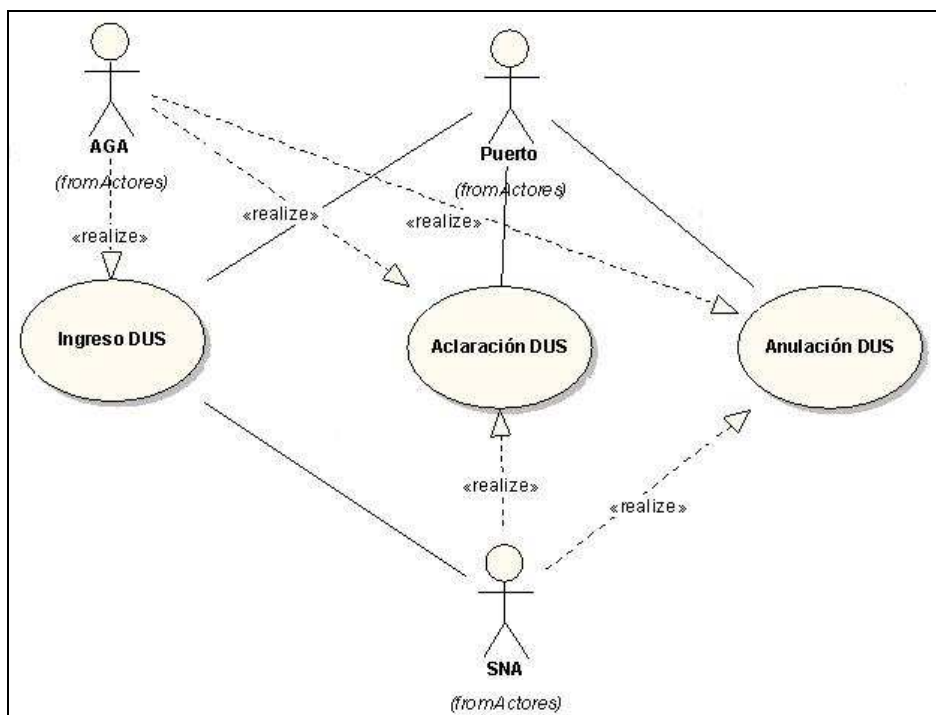 AGA
(fromActores)
Puerto
(fromActores)
«realize»
«realize»
«realize»
Ingreso DUS
Aclaración DUS
Anulación DUS
«realize»
«realize»
SNA
(fromActores)